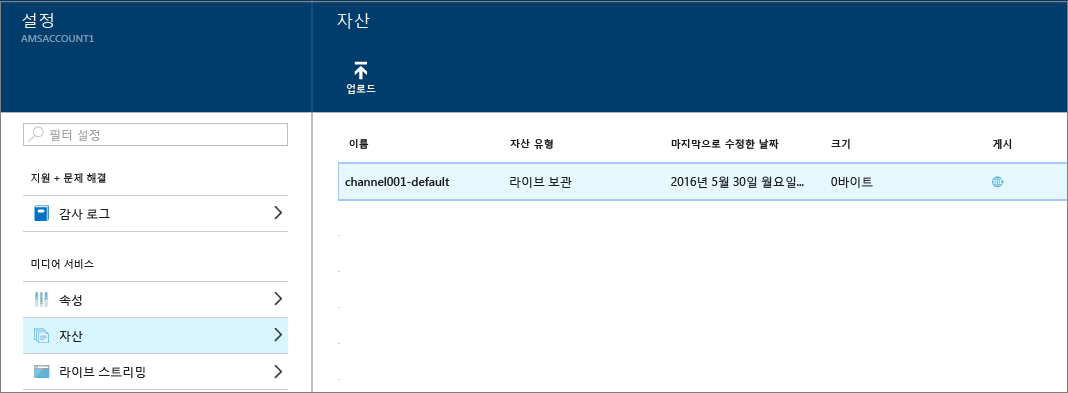 설정
AMSACCOUNT1
필터 설정
지원 + 문제 해결
감사 로그
미디어 서비스
속성
자산
라이브 스트리밍
자산
업로드
이름 자산 유형 마지막으로 수정한 날짜 크기 게시
channel001-default 라이브 보관 2016년 5월 30일 월요일... 0바이트